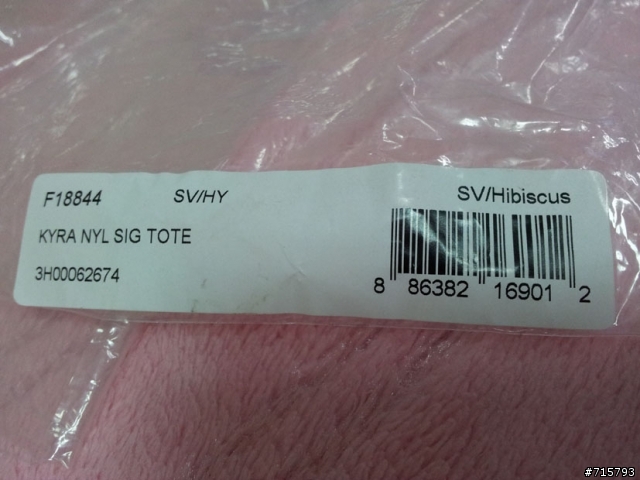 F18844 SV/HY SV/Hibiscus
KYRA NYL SIG TOTE
3H00062674
8 86382 16901 2
#715793